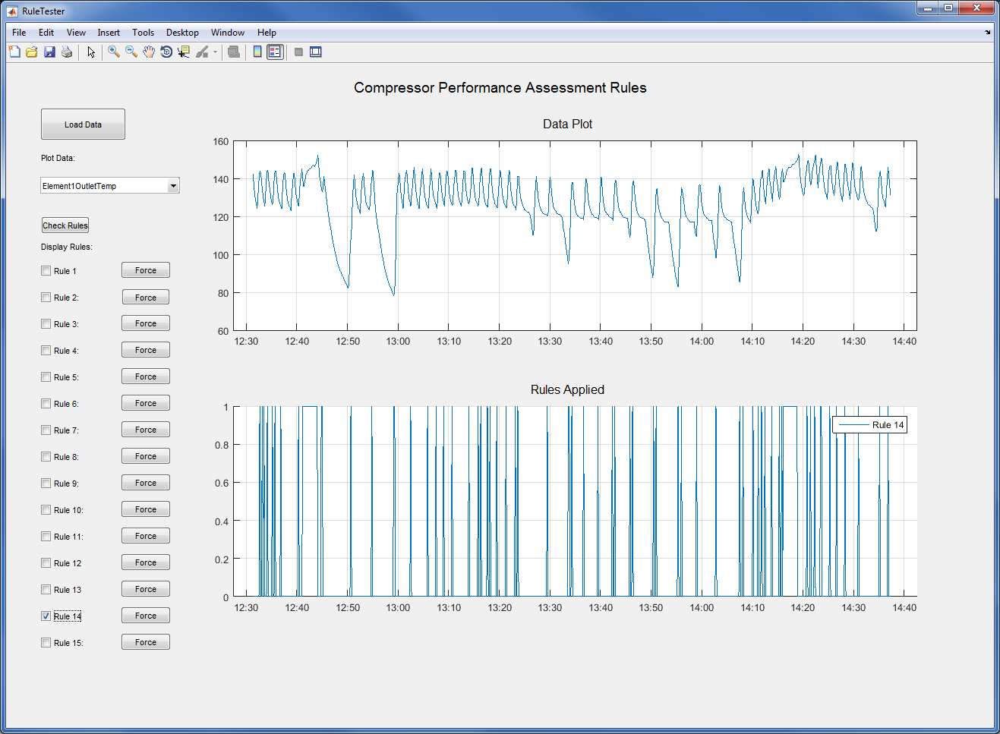 RuleTester
File Edit View Insert Tools Desktop Window Help
Compressor Performance Assessment Rules
Load Data
Plot Data:
Element1OutletTemp
Check Rules
Display Rules:
Rule 1 Force
Rule 2: Force
Rule 3: Force
Rule 4: Force
Rule 5: Force
Rule 6: Force
Rule 7: Force
Rule 8: Force
Rule 9: Force
Rule 10: Force
Rule 11: Force
Rule 12 Force
Rule 13 Force
Rule 14 Force
Rule 15: Force
Data Plot
160
140
120
100
80
60
12:30 12:40 12:50 13:00 13:10 13:20 13:30 13:40 13:50 14:00 14:10 14:20 14:30 14:40
Rules Applied
1
0.8
0.6
0.4
0.2
0
Rule 14
12:30 12:40 12:50 13:00 13:10 13:20 13:30 13:40 13:50 14:00 14:10 14:20 14:30 14:40